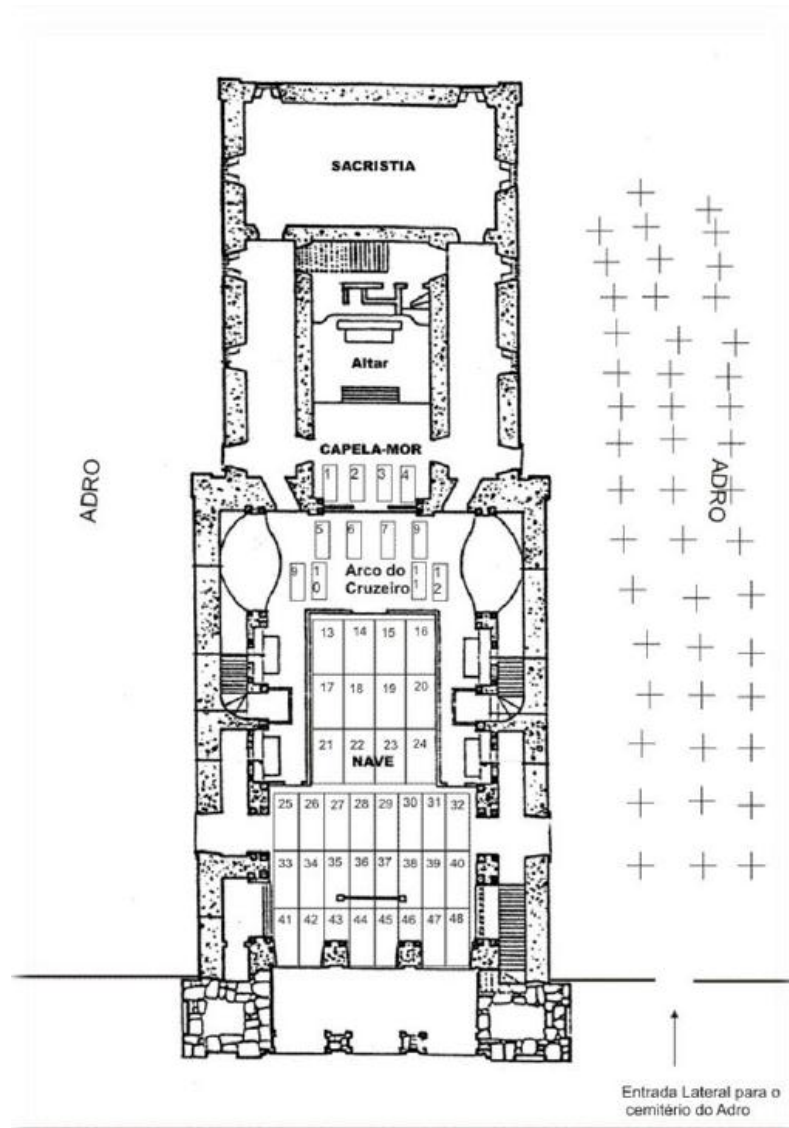 SACRISTIA
Altar
CAPELA-MOR
ADRO
ADRO
1 2 3 4
5 6 7 9
Arco do
Cruzeiro
9 10 11 12
13 14 15 16
17 18 19 20
21 22 23 24
NAVE
25 26 27 28 29 30 31 32
33 34 35 36 37 38 39 40
41 42 43 44 45 46 47 48
Entrada Lateral para o
cemitério do Adro